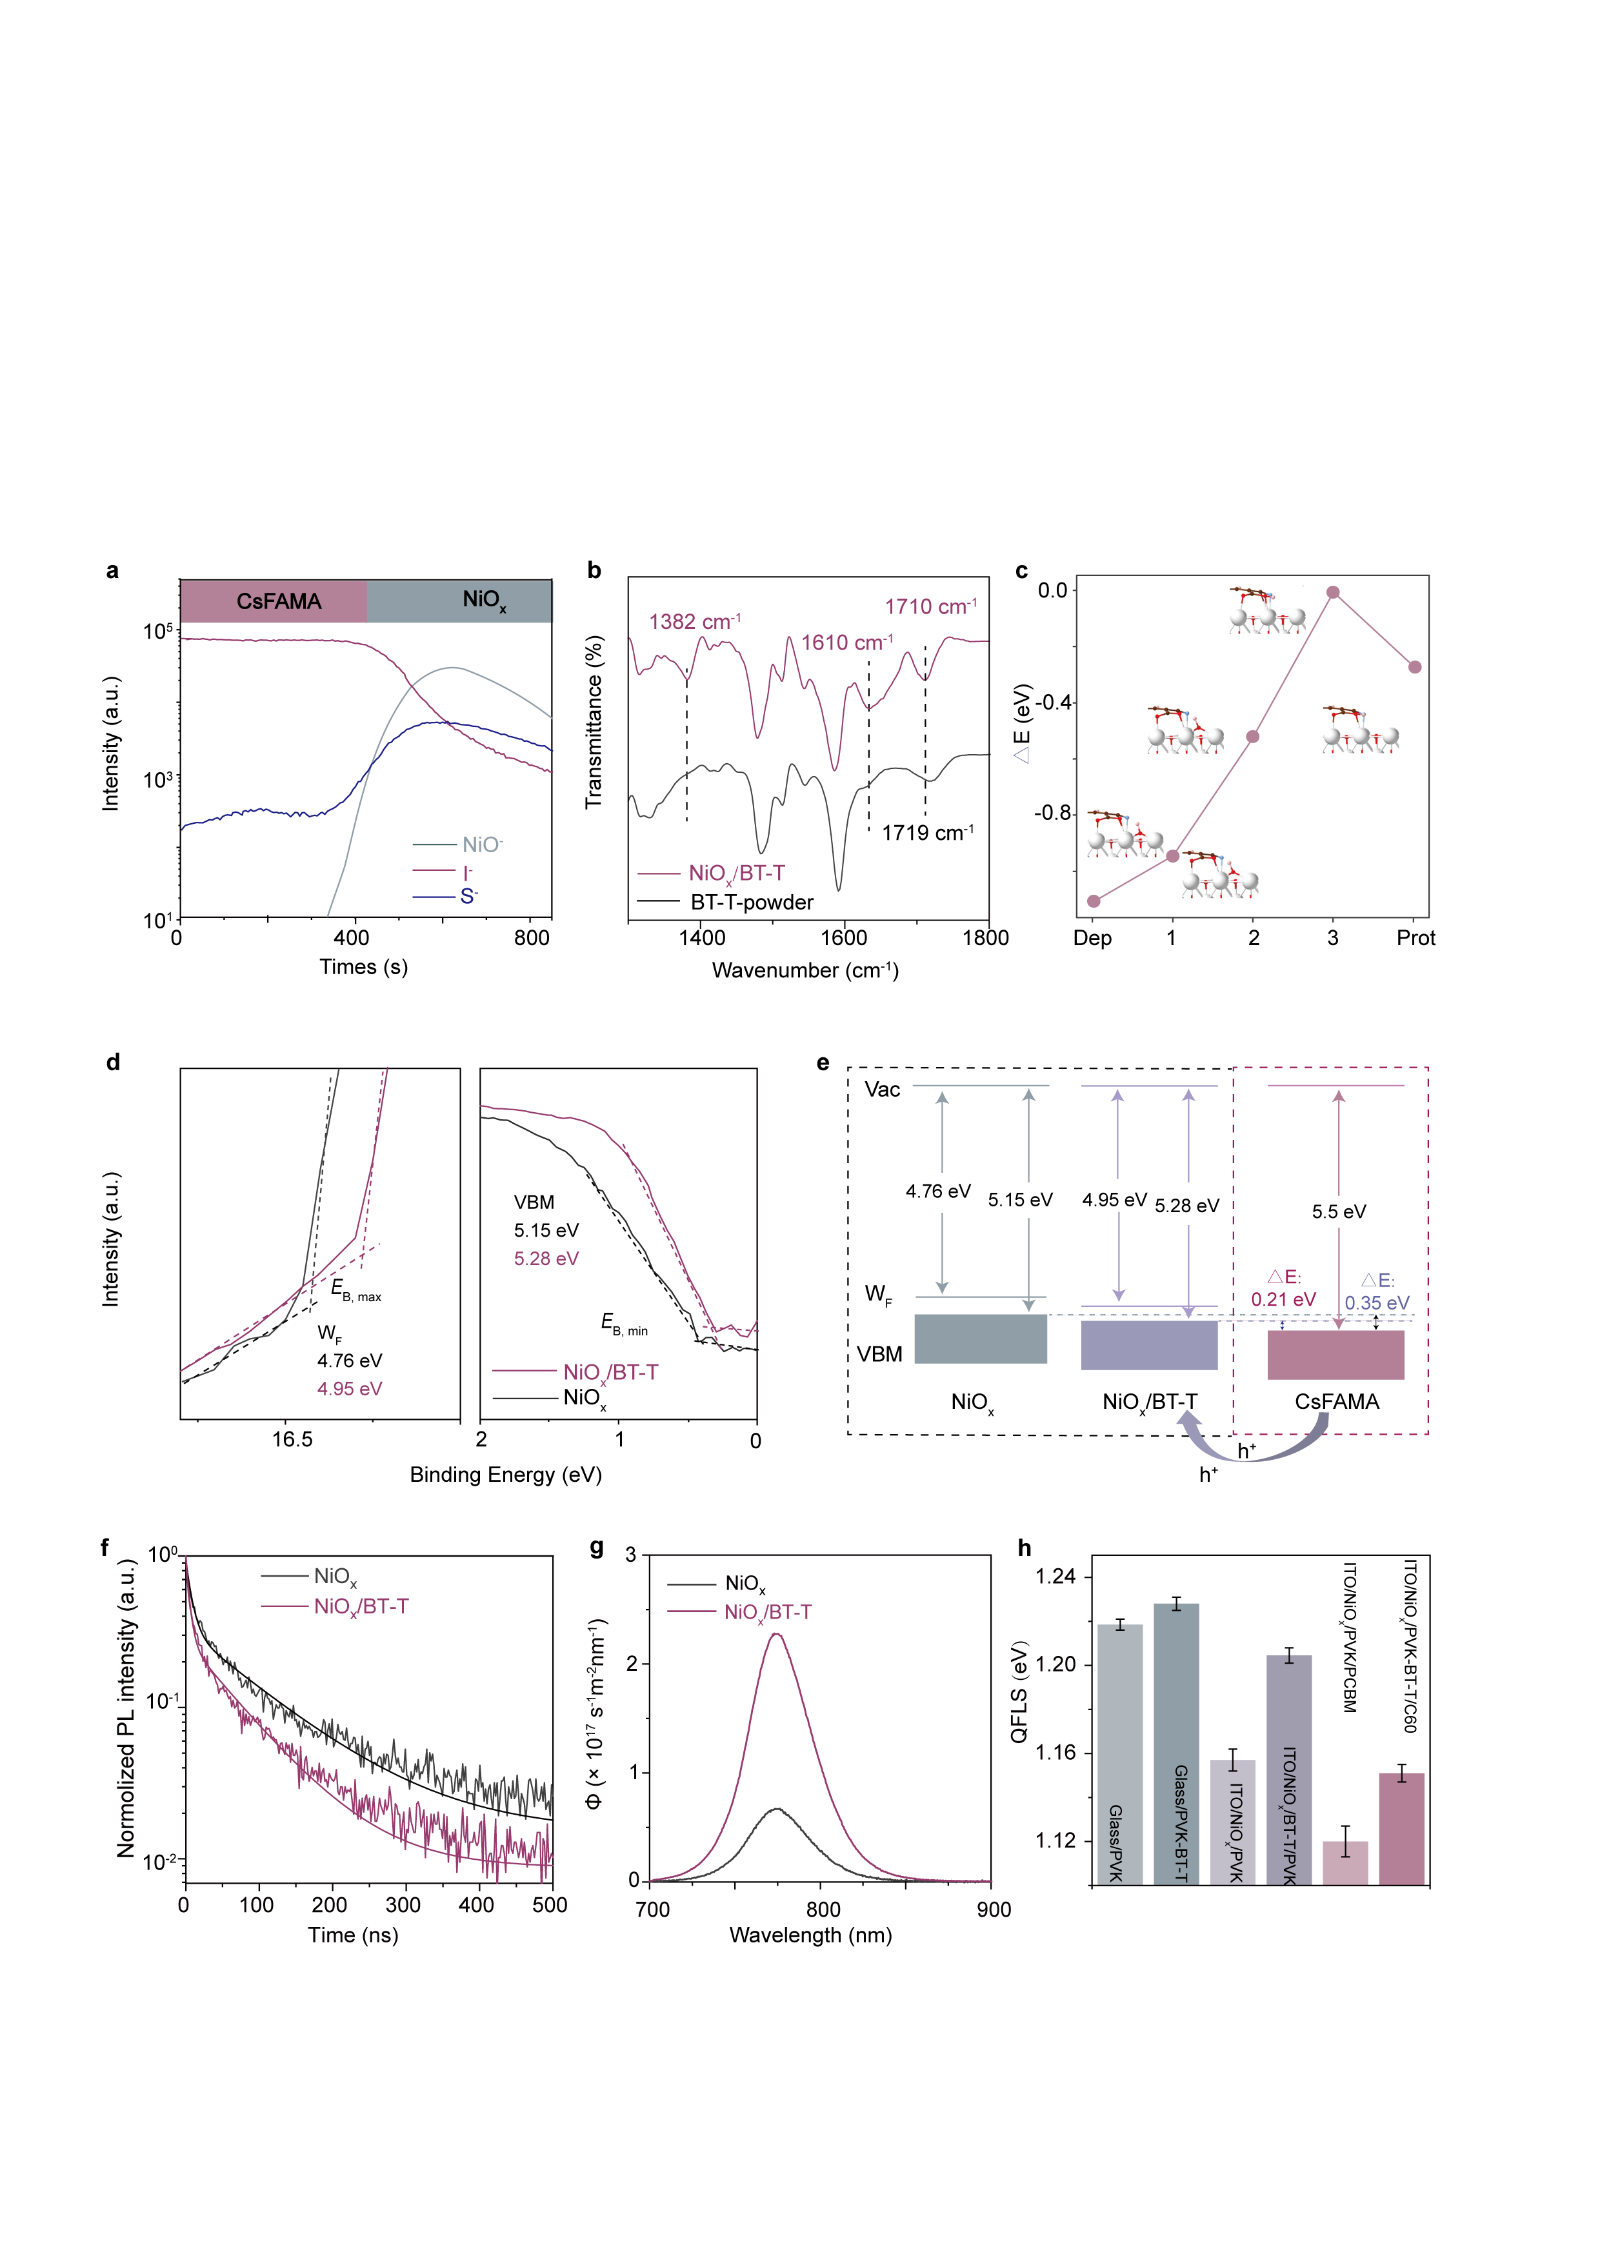 a
CsFAMA
NiOx
10⁵
10³
10¹
Intensity (a.u.)
NiO⁻
I⁻
S⁻
0
400
800
Times (s)
b
1382 cm⁻¹
1610 cm⁻¹
1710 cm⁻¹
1719 cm⁻¹
Transmittance (%)
NiOx/BT-T
BT-T-powder
1400
1600
1800
Wavenumber (cm⁻¹)
c
0.0
-0.4
-0.8
△E (eV)
Dep
1
2
3
Prot
d
Intensity (a.u.)
EB, max
WF
4.76 eV
4.95 eV
16.5
VBM
5.15 eV
5.28 eV
EB, min
NiOx/BT-T
NiOx
2
1
0
Binding Energy (eV)
e
Vac
4.76 eV
5.15 eV
4.95 eV
5.28 eV
5.5 eV
WF
△E:
0.21 eV
△E:
0.35 eV
VBM
NiOx
NiOx/BT-T
CsFAMA
h⁺
h⁺
f
10⁰
10⁻¹
10⁻²
Normolized PL intensity (a.u.)
NiOx
NiOx/BT-T
0
100
200
300
400
500
Time (ns)
g
3
2
1
0
Φ (× 10¹⁷ s⁻¹m⁻²nm⁻¹)
NiOx
NiOx/BT-T
700
800
900
Wavelength (nm)
h
1.24
1.20
1.16
1.12
QFLS (eV)
Glass/PVK
Glass/PVK-BT-T
ITO/NiOx/PVK
ITO/NiOx/BT-T/PVK
ITO/NiOx/PVK/PCBM
ITO/NiOx/PVK-BT-T/C60